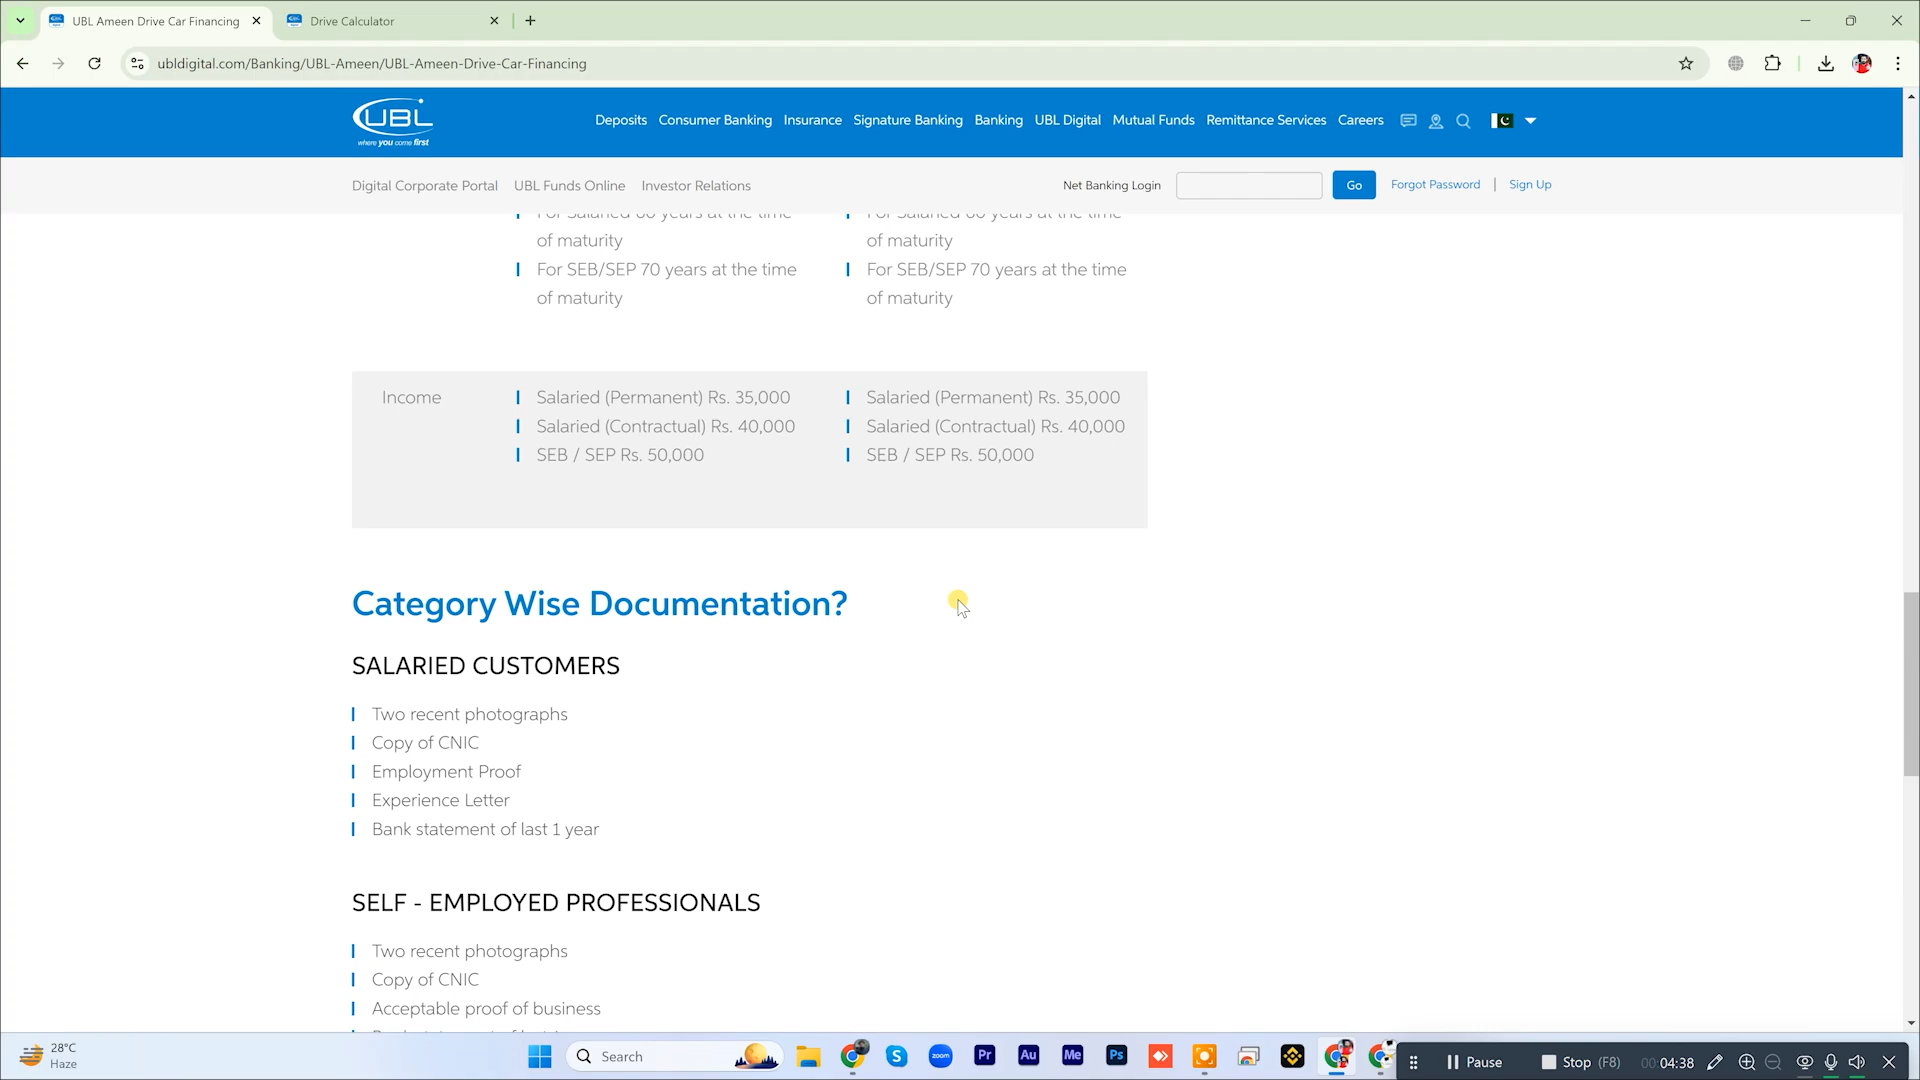 UBL Ameen Drive Car Financing
Drive Calculator
ubldigital.com/Banking/UBL-Ameen/UBL-Ameen-Drive-Car-Financing
UBL
where you come first
Deposits Consumer Banking Insurance Signature Banking Banking UBL Digital Mutual Funds Remittance Services Careers
Digital Corporate Portal UBL Funds Online Investor Relations
Net Banking Login Go Forgot Password | Sign Up
of maturity
For SEB/SEP 70 years at the time
of maturity
of maturity
For SEB/SEP 70 years at the time
of maturity
Income
Salaried (Permanent) Rs. 35,000
Salaried (Contractual) Rs. 40,000
SEB / SEP Rs. 50,000
Salaried (Permanent) Rs. 35,000
Salaried (Contractual) Rs. 40,000
SEB / SEP Rs. 50,000
Category Wise Documentation?
SALARIED CUSTOMERS
Two recent photographs
Copy of CNIC
Employment Proof
Experience Letter
Bank statement of last 1 year
SELF - EMPLOYED PROFESSIONALS
Two recent photographs
Copy of CNIC
Acceptable proof of business
28°C
Haze
Search
zoom
Pr
Au
Me
Ps
Pause
Stop (F8)
00:04:38